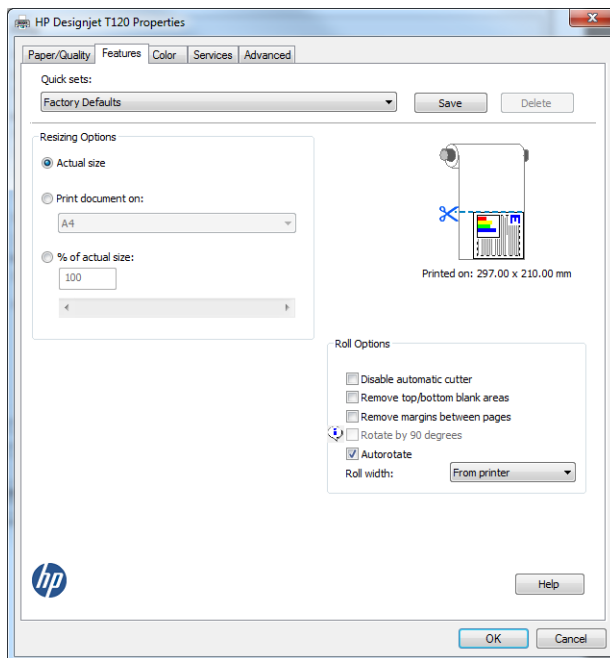 HP Designjet T120 Properties
Paper/Quality Features Color Services Advanced
Quick sets:
Factory Defaults Save Delete
Resizing Options
Actual size
Print document on:
A4
% of actual size:
100
Printed on: 297.00 x 210.00 mm
Roll Options
Disable automatic cutter
Remove top/bottom blank areas
Remove margins between pages
Rotate by 90 degrees
Autorotate
Roll width: From printer
hp
Help
OK Cancel